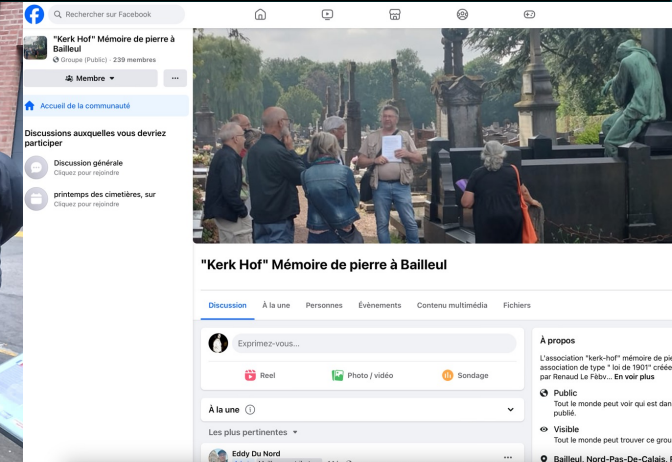 Rechercher sur Facebook
"Kerk Hof" Mémoire de pierre à
Bailleul
Groupe (Public) · 239 membres
Membre
Accueil de la communauté
Discussions auxquelles vous devriez
participer
Discussion générale
Cliquez pour rejoindre
printemps des cimetières, sur
Cliquez pour rejoindre
"Kerk Hof" Mémoire de pierre à Bailleul
Discussion À la une Personnes Évènements Contenu multimédia Fichiers
Exprimez-vous...
Reel Photo / vidéo Sondage
À la une
Les plus pertinentes
Eddy Du Nord
À propos
L'association "kerk-hof" mémoire de pie
association de type " loi de 1901" créée
par Renaud Le Fèbv... En voir plus
Public
Tout le monde peut voir qui est dan
publié.
Visible
Tout le monde peut trouver ce grou
Bailleul, Nord-Pas-De-Calais,